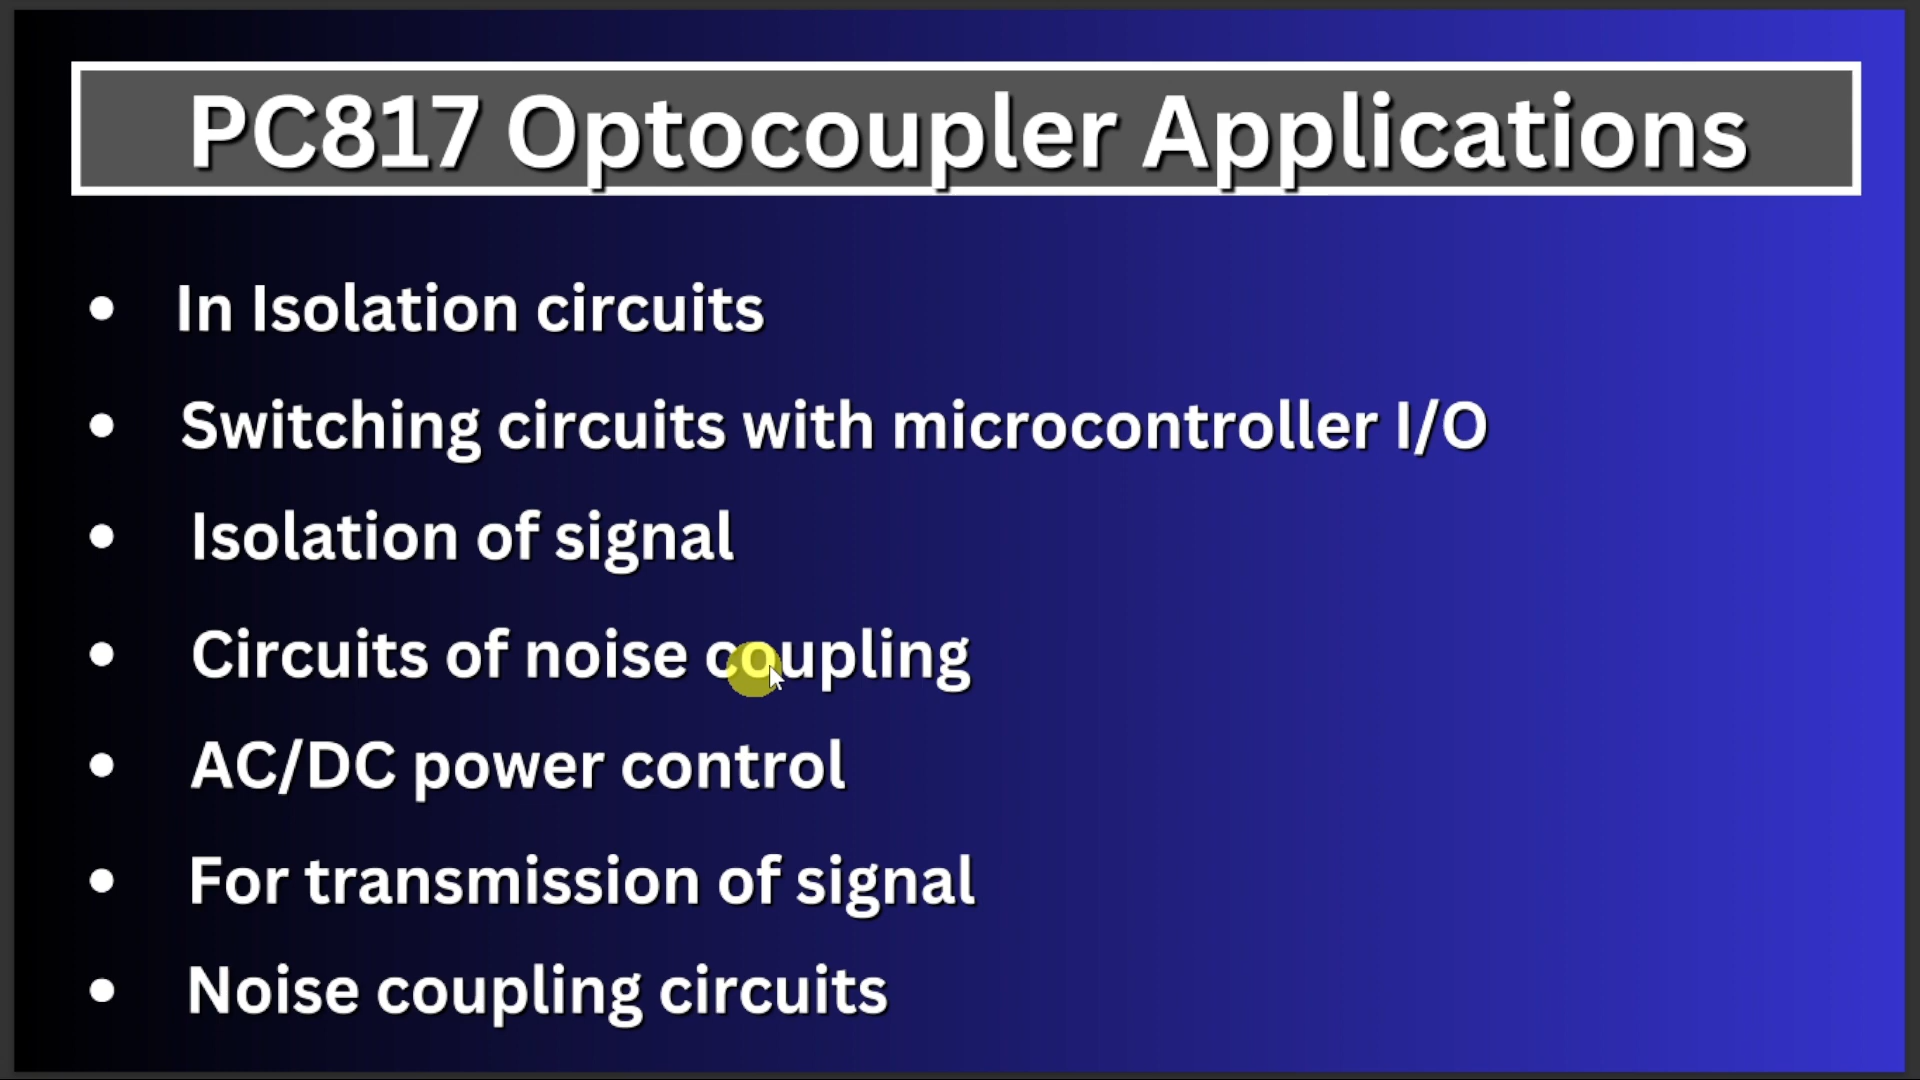 PC817 Optocoupler Applications
• In Isolation circuits
• Switching circuits with microcontroller I/O
• Isolation of signal
• Circuits of noise coupling
• AC/DC power control
• For transmission of signal
• Noise coupling circuits